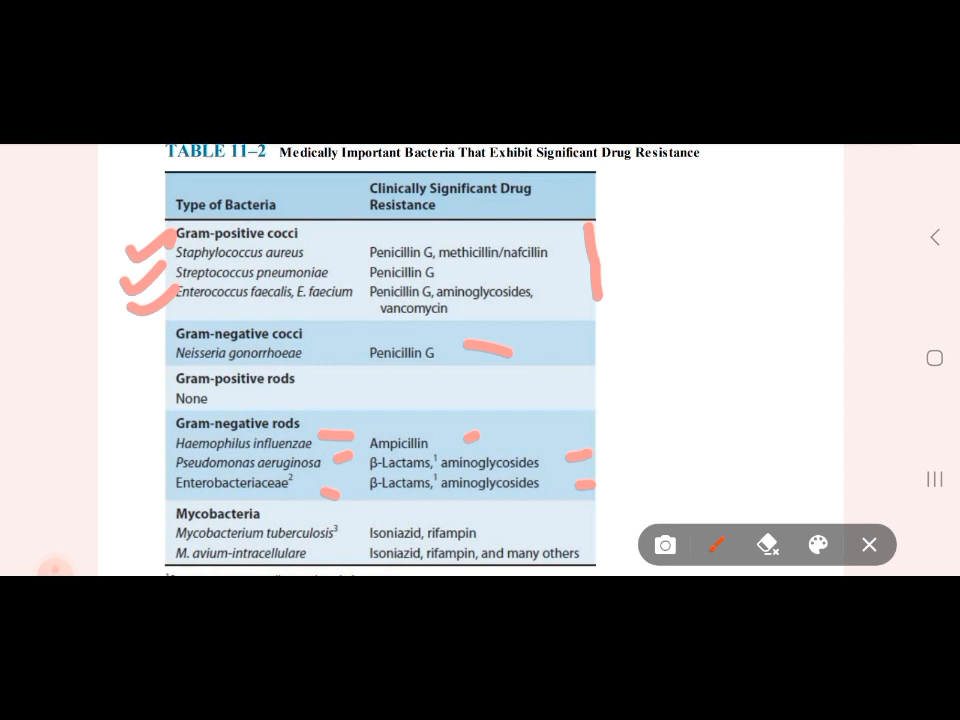 TABLE 11–2 Medically Important Bacteria That Exhibit Significant Drug Resistance
Clinically Significant Drug
Type of Bacteria Resistance
Gram-positive cocci
Staphylococcus aureus Penicillin G, methicillin/nafcillin
Streptococcus pneumoniae Penicillin G
Enterococcus faecalis, E. faecium Penicillin G, aminoglycosides,
vancomycin
Gram-negative cocci
Neisseria gonorrhoeae Penicillin G
Gram-positive rods
None
Gram-negative rods
Haemophilus influenzae Ampicillin
Pseudomonas aeruginosa β-Lactams,¹ aminoglycosides
Enterobacteriaceae² β-Lactams,¹ aminoglycosides
Mycobacteria
Mycobacterium tuberculosis³ Isoniazid, rifampin
M. avium-intracellulare Isoniazid, rifampin, and many others